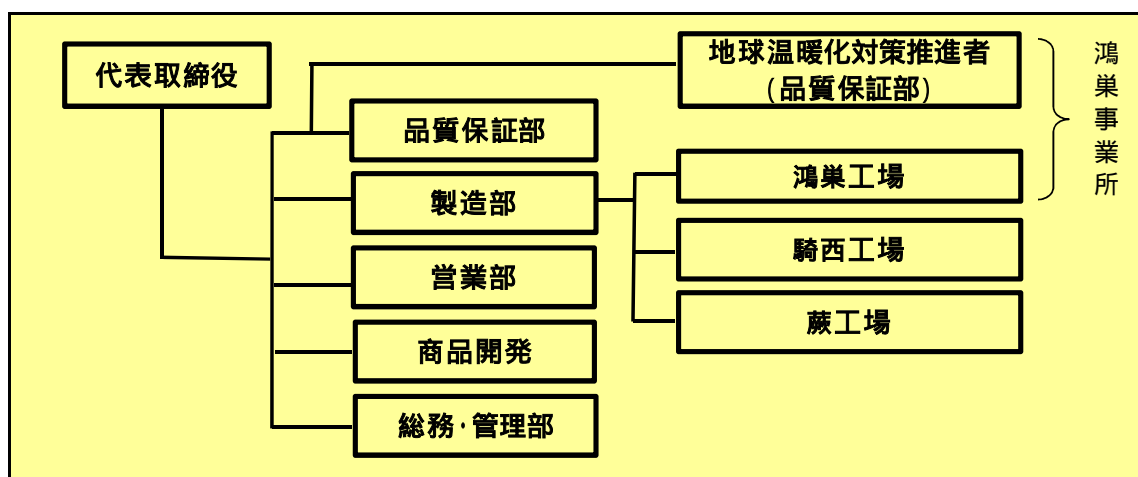 代表取締役
地球温暖化対策推進者
(品質保証部)
鴻巣事業所
品質保証部
製造部
営業部
商品開発
総務・管理部
鴻巣工場
騎西工場
蕨工場